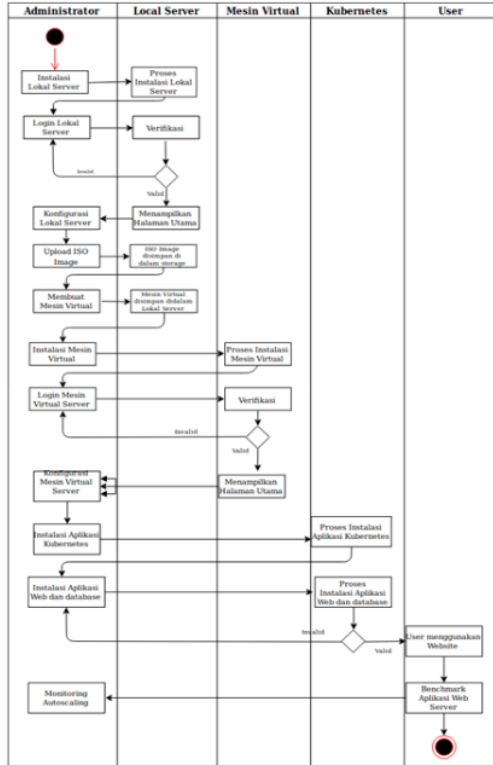 Administrator
Local Server
Mesin Virtual
Kubernetes
User
Instalasi
Lokal Server
Proses
Instalasi Lokal
Server
Login Lokal
Server
Verifikasi
Invalid
Valid
Konfigurasi
Lokal Server
Menampilkan
Halaman Utama
Upload ISO
Image
ISO Image
disimpan di
dalam storage
Membuat
Mesin Virtual
Mesin Virtual
disimpan didalam
Lokal Server
Instalasi Mesin
Virtual
Proses Instalasi
Mesin Virtual
Login Mesin
Virtual Server
Verifikasi
Invalid
Valid
Konfigurasi
Mesin Virtual
Server
Menampilkan
Halaman Utama
Instalasi Aplikasi
Kubernetes
Proses Instalasi
Aplikasi Kubernetes
Instalasi Aplikasi
Web dan database
Proses
Instalasi Aplikasi
Web dan database
Invalid
Valid
User menggunakan
Website
Monitoring
Autoscaling
Benchmark
Aplikasi Web
Server